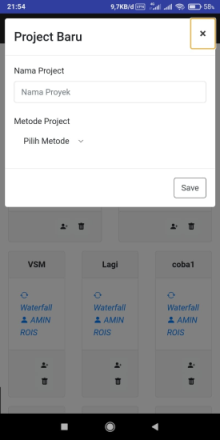 21:54
9,7KB/d
58%
Project Baru
×
Nama Project
Nama Proyek
Metode Project
Pilih Metode
Save
VSM
Lagi
coba1
Waterfall
AMIN
ROIS
Waterfall
AMIN
ROIS
Waterfall
AMIN
ROIS